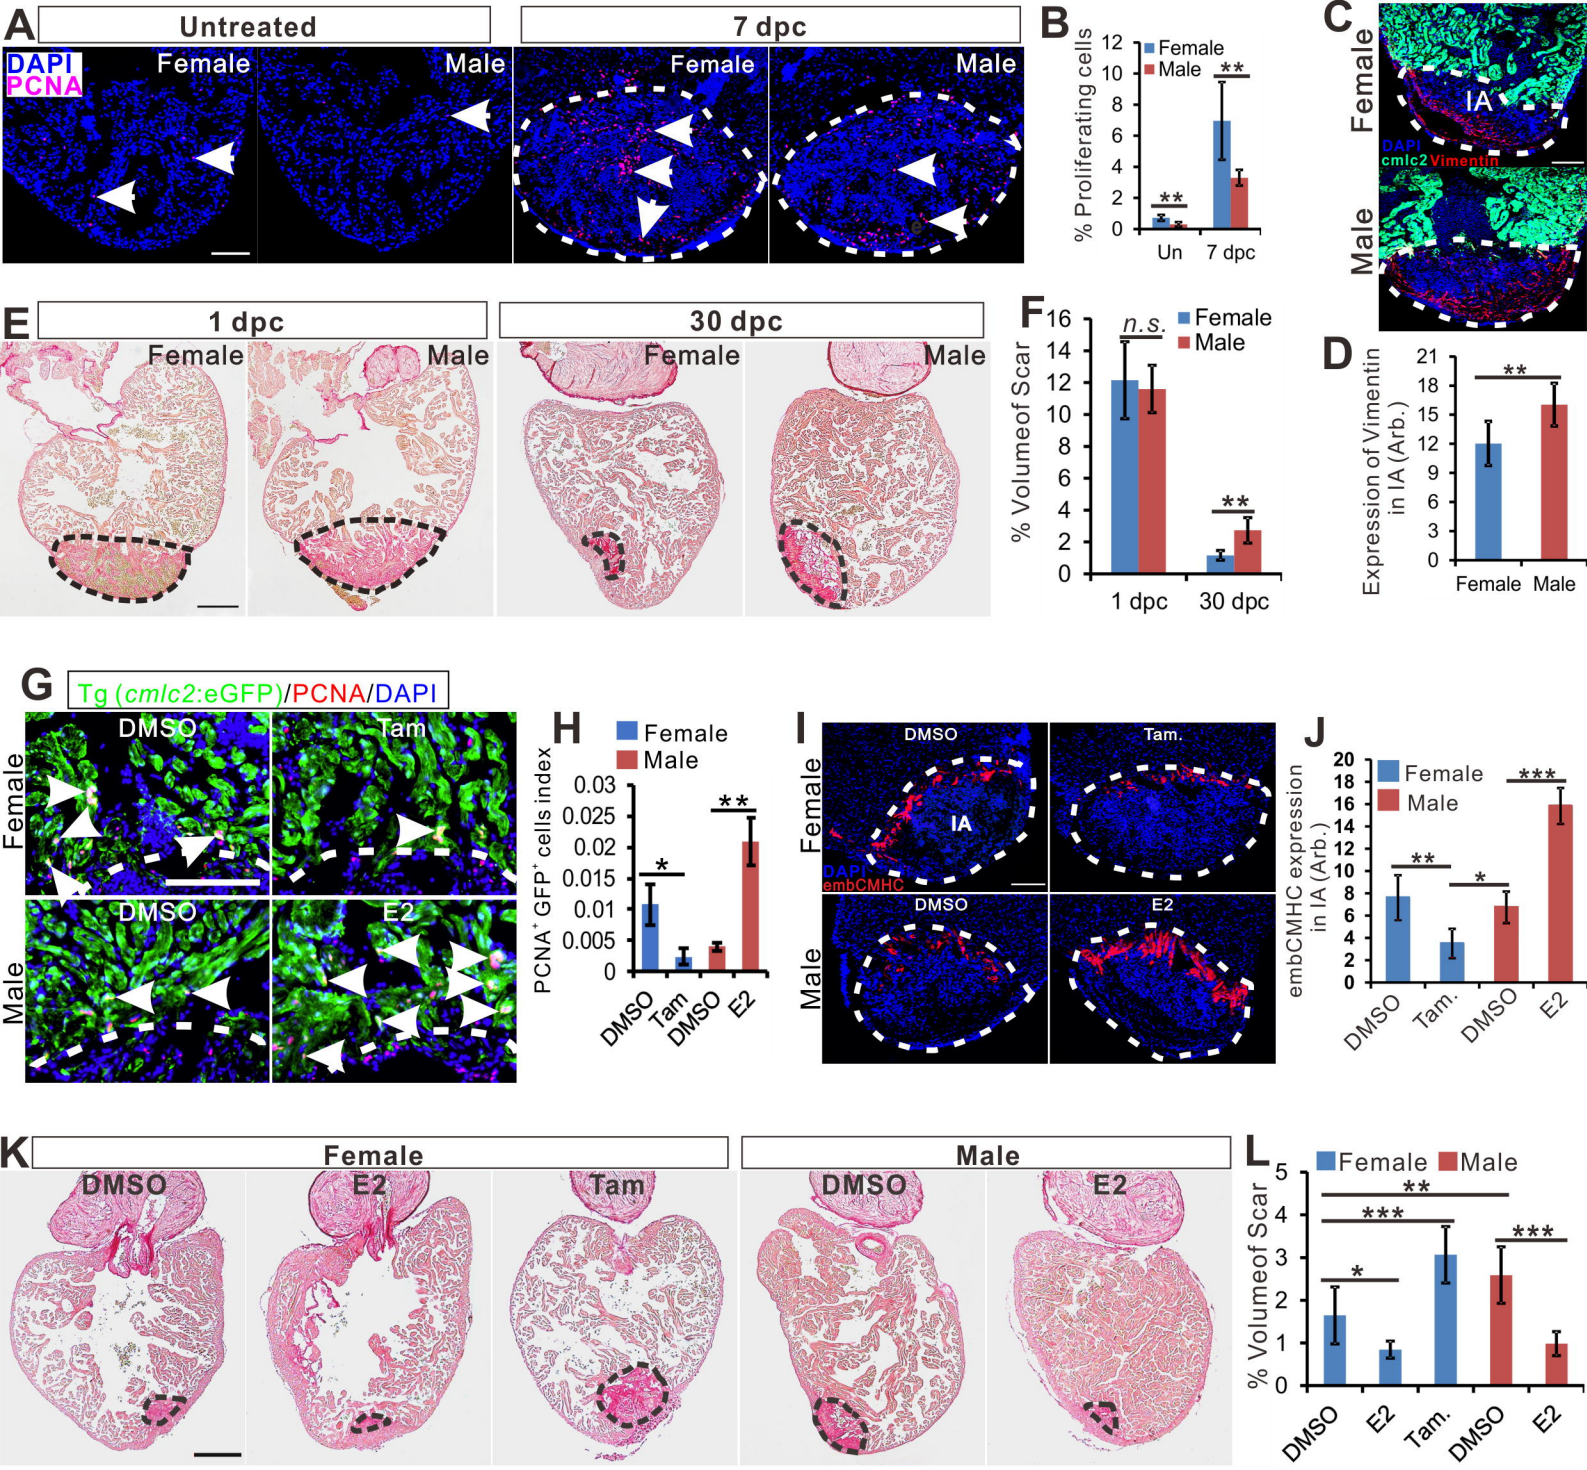 A
Untreated
7 dpc
DAPI
PCNA
Female
Male
Female
Male
B
% Proliferating cells
12
10
8
6
4
2
0
Female
Male
**
**
Un
7 dpc
C
Female
IA
DAPI
cmlc2 Vimentin
Male
D
Expression of Vimentin
in IA (Arb.)
21
18
15
12
9
6
3
0
**
Female
Male
E
1 dpc
30 dpc
Female
Male
Female
Male
F
% Volumeof Scar
16
14
12
10
8
6
4
2
0
n.s.
Female
Male
**
1 dpc
30 dpc
G
Tg (cmlc2:eGFP)/PCNA/DAPI
DMSO
Tam
Female
DMSO
E2
Male
H
Female
Male
PCNA⁺ GFP⁺ cells index
0.03
0.025
0.02
0.015
0.01
0.005
0
*
**
DMSO
Tam
DMSO
E2
I
DMSO
Tam.
Female
IA
DAPI
embCMHC
DMSO
E2
Male
J
embCMHC expression
in IA (Arb.)
20
18
16
14
12
10
8
6
4
2
0
Female
Male
**
*
***
DMSO
Tam.
DMSO
E2
K
Female
Male
DMSO
E2
Tam
DMSO
E2
L
Female
Male
% Volumeof Scar
5
4
3
2
1
0
**
***
***
*
DMSO
E2
Tam.
DMSO
E2